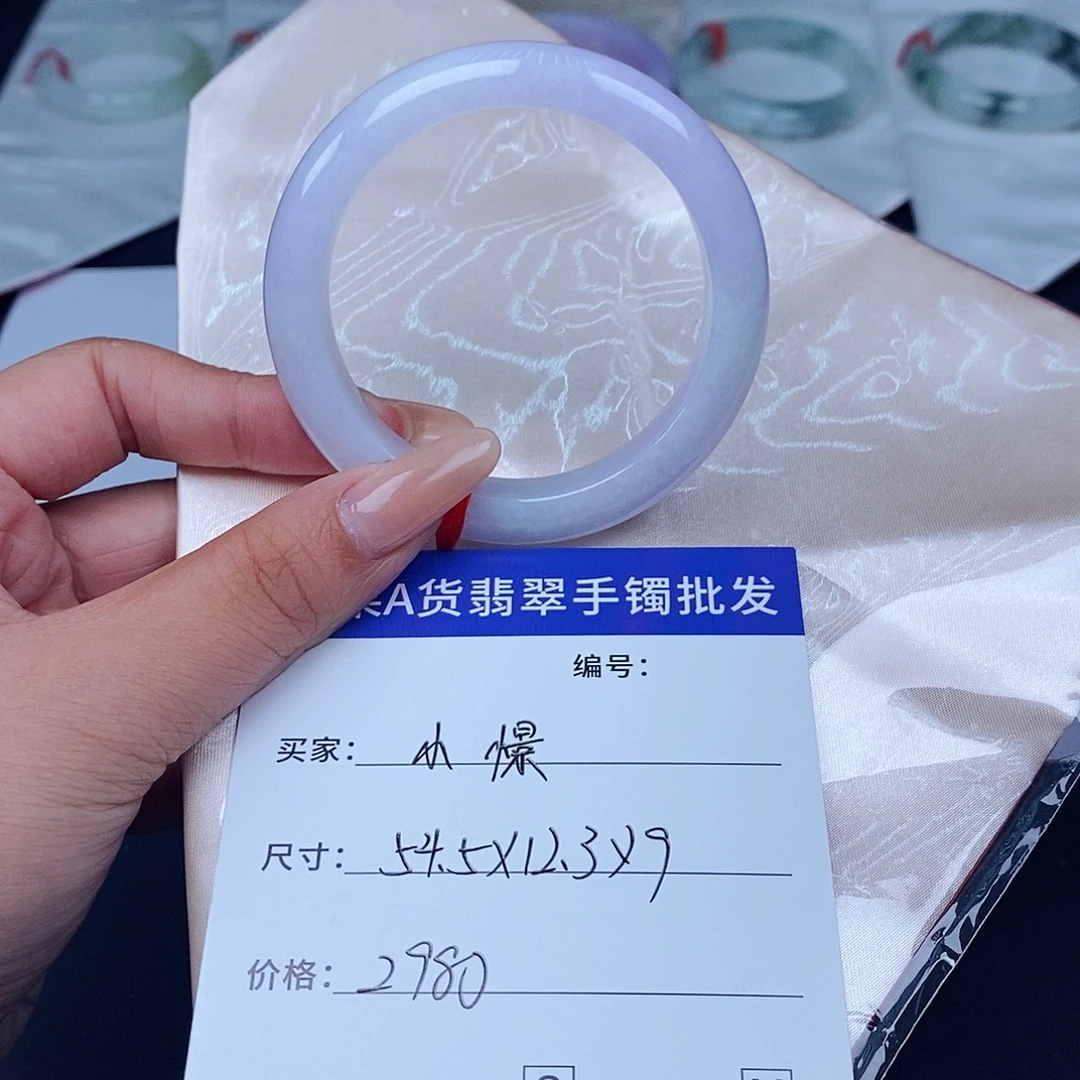 A货翡翠手镯批发
编号：
买家：小爆
尺寸：54.5X12.3X9
价格：2980